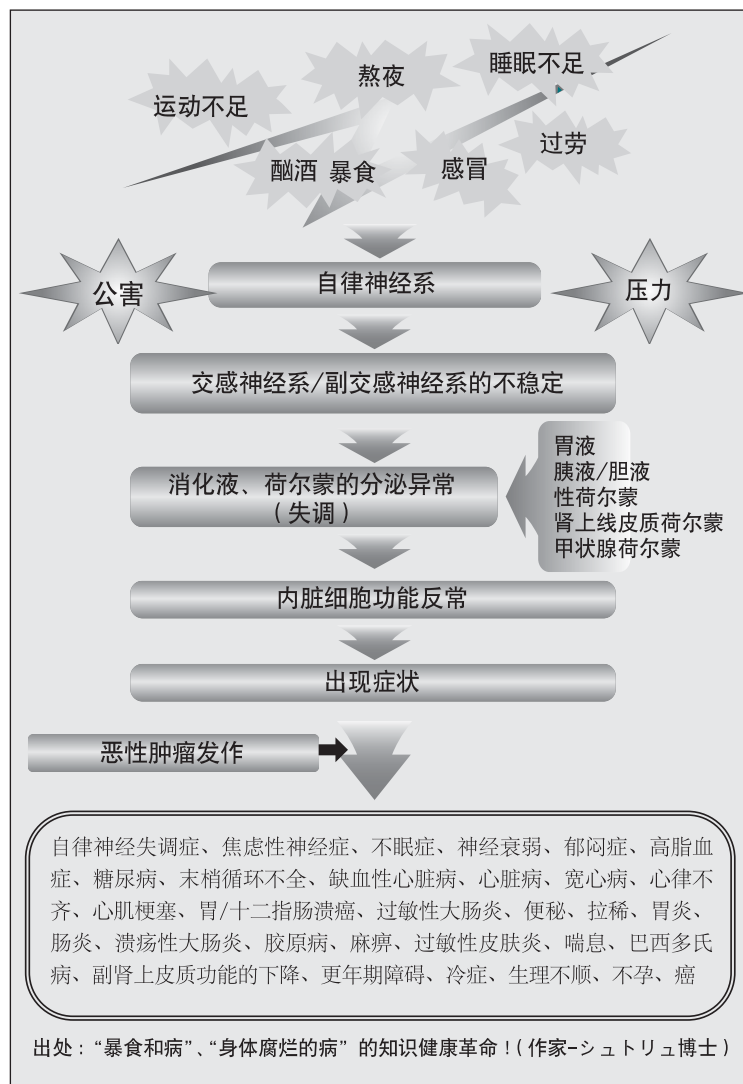 睡眠不足
熬夜
运动不足
过劳
酗酒 暴食
感冒
公害
自律神经系
压力
交感神经系/副交感神经系的不稳定
消化液、荷尔蒙的分泌异常
(失调)
胃液
胰液/胆液
性荷尔蒙
肾上线皮质荷尔蒙
甲状腺荷尔蒙
内脏细胞功能反常
出现症状
恶性肿瘤发作
自律神经失调症、焦虑性神经症、不眠症、神经衰弱、郁闷症、高脂血
症、糖尿病、末梢循环不全、缺血性心脏病、心脏病、宽心病、心律不
齐、心肌梗塞、胃/十二指肠溃癌、过敏性大肠炎、便秘、拉稀、胃炎、
肠炎、溃疡性大肠炎、胶原病、麻痹、过敏性皮肤炎、喘息、巴西多氏
病、副肾上皮质功能的下降、更年期障碍、冷症、生理不顺、不孕、癌
出处:“暴食和病”、“身体腐烂的病” 的知识健康革命!(作家-シュトリュ博士)